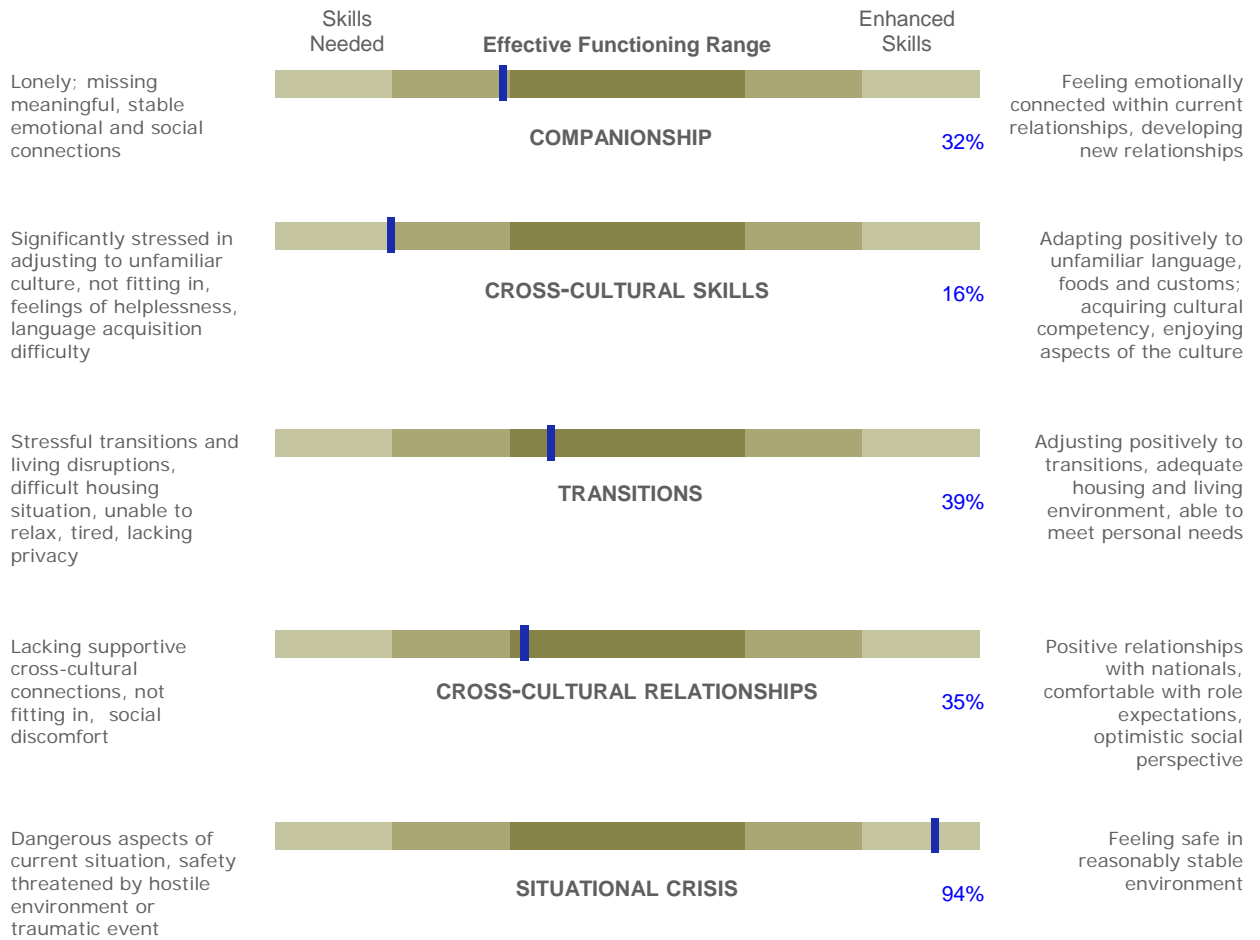 Skills
Needed
Effective Functioning Range
Enhanced
Skills
Lonely; missing
meaningful, stable
emotional and social
connections
COMPANIONSHIP
32%
Feeling emotionally
connected within current
relationships, developing
new relationships
Significantly stressed in
adjusting to unfamiliar
culture, not fitting in,
feelings of helplessness,
language acquisition
difficulty
CROSS-CULTURAL SKILLS
16%
Adapting positively to
unfamiliar language,
foods and customs;
acquiring cultural
competency, enjoying
aspects of the culture
Stressful transitions and
living disruptions,
difficult housing
situation, unable to
relax, tired, lacking
privacy
TRANSITIONS
39%
Adjusting positively to
transitions, adequate
housing and living
environment, able to
meet personal needs
Lacking supportive
cross-cultural
connections, not
fitting in, social
discomfort
CROSS-CULTURAL RELATIONSHIPS
35%
Positive relationships
with nationals,
comfortable with role
expectations,
optimistic social
perspective
Dangerous aspects of
current situation, safety
threatened by hostile
environment or
traumatic event
SITUATIONAL CRISIS
94%
Feeling safe in
reasonably stable
environment